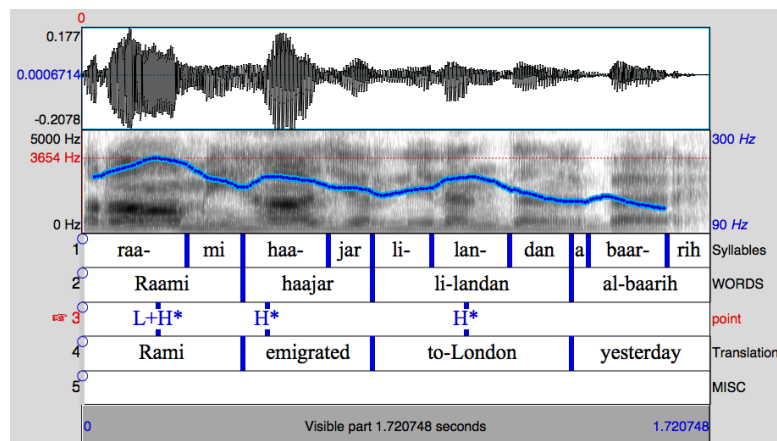 0
0.177
0.0006714
-0.2078
5000 Hz 300 Hz
3654 Hz
0 Hz 90 Hz
1 raa- mi haa- jar li- lan- dan a baar- rih Syllables
2 Raami haajar li-landan al-baarih WORDS
3 L+H* H* H* point
4 Rami emigrated to-London yesterday Translation
5 MISC
0 Visible part 1.720748 seconds 1.720748